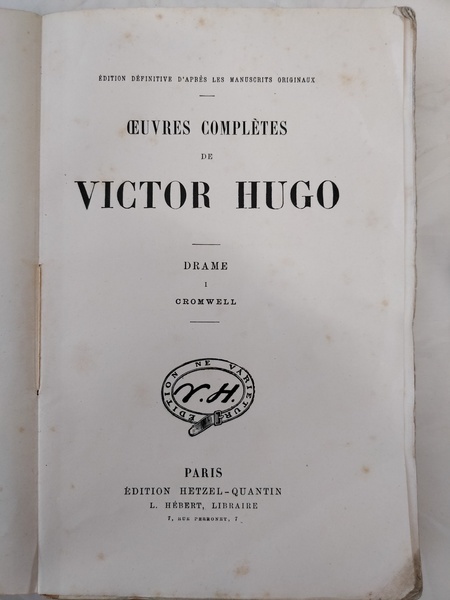 ÉDITION DÉFINITIVE D'APRÈS LES MANUSCRITS ORIGINAUX
ŒUVRES COMPLÈTES
DE
VICTOR HUGO
DRAME
I
CROMWELL
ÉDITION NE VARIETUR
V.H.
PARIS
ÉDITION HETZEL-QUANTIN
L. HÉBERT, LIBRAIRE
7, RUE PERRONET, 7